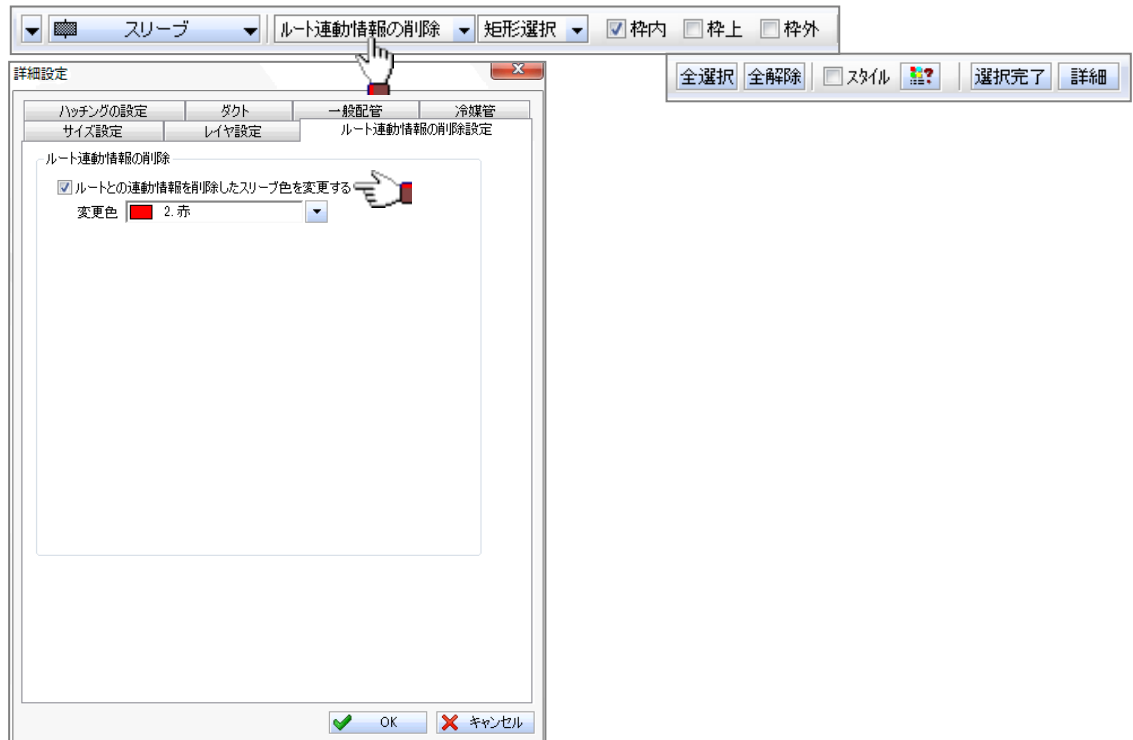 スリーブ ルート連動情報の削除 矩形選択 枠内 枠上 枠外
全選択 全解除 スタイル 選択完了 詳細
詳細設定
ハッチングの設定 ダクト 一般配管 冷媒管
サイズ設定 レイヤ設定 ルート連動情報の削除設定
ルート連動情報の削除
ルートとの連動情報を削除したスリーブ色を変更する
変更色 2. 赤
OK キャンセル